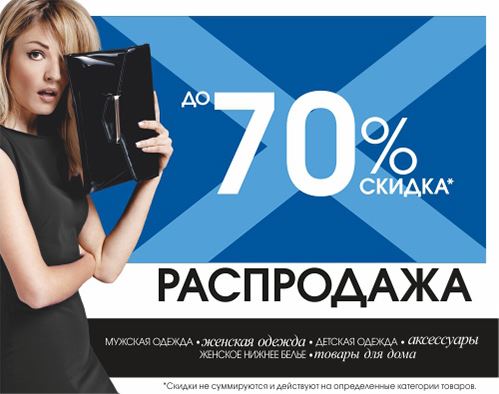 ДО 70% СКИДКА*
РАСПРОДАЖА
МУЖСКАЯ ОДЕЖДА • женская одежда • ДЕТСКАЯ ОДЕЖДА • аксессуары
ЖЕНСКОЕ НИЖНЕЕ БЕЛЬЕ • товары для дома
*Скидки не суммируются и действуют на определенные категории товаров.